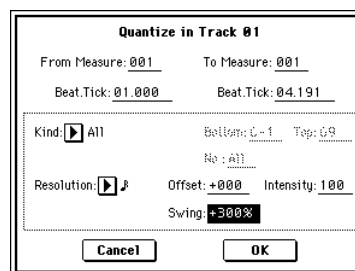 Quantize in Track 01
From Measure: 001 To Measure: 001
Beat.Tick: 01.000 Beat.Tick: 04.191
Kind: All Bottom: C-1 Top: G9
No.: All
Resolution: ♪ Offset: +000 Intensity: 100
Swing: +300%
Cancel OK